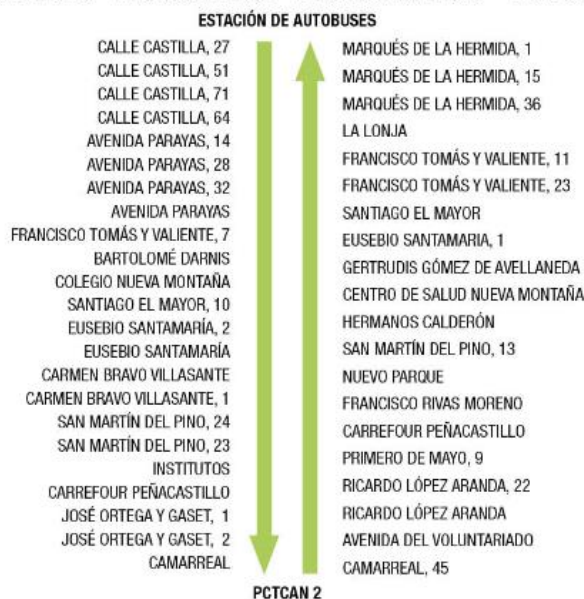 ESTACIÓN DE AUTOBUSES
CALLE CASTILLA, 27
CALLE CASTILLA, 51
CALLE CASTILLA, 71
CALLE CASTILLA, 64
AVENIDA PARAYAS, 14
AVENIDA PARAYAS, 28
AVENIDA PARAYAS, 32
AVENIDA PARAYAS
FRANCISCO TOMÁS Y VALIENTE, 7
BARTOLOMÉ DARNIS
COLEGIO NUEVA MONTAÑA
SANTIAGO EL MAYOR, 10
EUSEBIO SANTAMARÍA, 2
EUSEBIO SANTAMARÍA
CARMEN BRAVO VILLASANTE
CARMEN BRAVO VILLASANTE, 1
SAN MARTÍN DEL PINO, 24
SAN MARTÍN DEL PINO, 23
INSTITUTOS
CARREFOUR PEÑACASTILLO
JOSÉ ORTEGA Y GASET, 1
JOSÉ ORTEGA Y GASET, 2
CAMARREAL
MARQUÉS DE LA HERMIDA, 1
MARQUÉS DE LA HERMIDA, 15
MARQUÉS DE LA HERMIDA, 36
LA LONJA
FRANCISCO TOMÁS Y VALIENTE, 11
FRANCISCO TOMÁS Y VALIENTE, 23
SANTIAGO EL MAYOR
EUSEBIO SANTAMARIA, 1
GERTRUDIS GÓMEZ DE AVELLANEDA
CENTRO DE SALUD NUEVA MONTAÑA
HERMANOS CALDERÓN
SAN MARTÍN DEL PINO, 13
NUEVO PARQUE
FRANCISCO RIVAS MORENO
CARREFOUR PEÑACASTILLO
PRIMERO DE MAYO, 9
RICARDO LÓPEZ ARANDA, 22
RICARDO LÓPEZ ARANDA
AVENIDA DEL VOLUNTARIADO
CAMARREAL, 45
PCTCAN 2